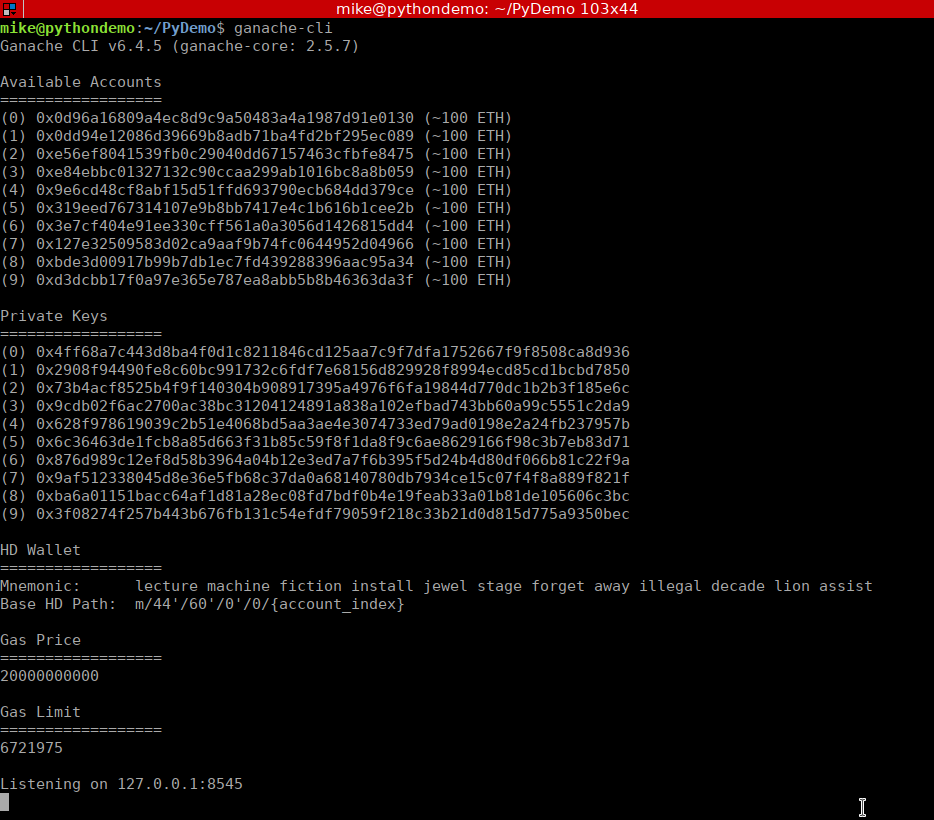 mike@pythondemo: ~/PyDemo 103x44
mike@pythondemo:~/PyDemo$ ganache-cli
Ganache CLI v6.4.5 (ganache-core: 2.5.7)
Available Accounts
==================
(0) 0x0d96a16809a4ec8d9c9a50483a4a1987d91e0130 (~100 ETH)
(1) 0x0dd94e12086d39669b8adb71ba4fd2bf295ec089 (~100 ETH)
(2) 0xe56ef8041539fb0c29040dd67157463cfbfe8475 (~100 ETH)
(3) 0xe84ebbc01327132c90ccaa299ab1016bc8a8b059 (~100 ETH)
(4) 0x9e6cd48cf8abf15d51ffd693790ecb684dd379ce (~100 ETH)
(5) 0x319eed767314107e9b8bb7417e4c1b616b1cee2b (~100 ETH)
(6) 0x3e7cf404e91ee330cff561a0a3056d1426815dd4 (~100 ETH)
(7) 0x127e32509583d02ca9aaf9b74fc0644952d04966 (~100 ETH)
(8) 0xbde3d00917b99b7db1ec7fd439288396aac95a34 (~100 ETH)
(9) 0xd3dcbb17f0a97e365e787ea8abb5b8b46363da3f (~100 ETH)
Private Keys
==================
(0) 0x4ff68a7c443d8ba4f0d1c8211846cd125aa7c9f7dfa1752667f9f8508ca8d936
(1) 0x2908f94490fe8c60bc991732c6fdf7e68156d829928f8994ecd85cd1bcbd7850
(2) 0x73b4acf8525b4f9f140304b908917395a4976f6fa19844d770dc1b2b3f185e6c
(3) 0x9cdb02f6ac2700ac38bc31204124891a838a102efbad743bb60a99c5551c2da9
(4) 0x628f978619039c2b51e4068bd5aa3ae4e3074733ed79ad0198e2a24fb237957b
(5) 0x6c36463de1fcb8a85d663f31b85c59f8f1da8f9c6ae8629166f98c3b7eb83d71
(6) 0x876d989c12ef8d58b3964a04b12e3ed7a7f6b395f5d24b4d80df066b81c22f9a
(7) 0x9af512338045d8e36e5fb68c37da0a68140780db7934ce15c07f4f8a889f821f
(8) 0xba6a01151bacc64af1d81a28ec08fd7bdf0b4e19feab33a01b81de105606c3bc
(9) 0x3f08274f257b443b676fb131c54efdf79059f218c33b21d0d815d775a9350bec
HD Wallet
==================
Mnemonic:      lecture machine fiction install jewel stage forget away illegal decade lion assist
Base HD Path:  m/44'/60'/0'/0/{account_index}
Gas Price
==================
20000000000
Gas Limit
==================
6721975
Listening on 127.0.0.1:8545